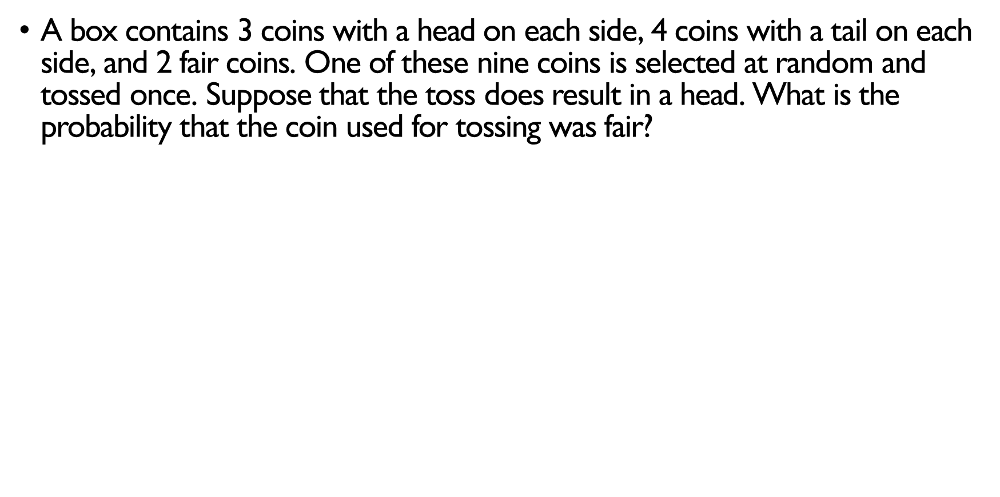 • A box contains 3 coins with a head on each side, 4 coins with a tail on each
side, and 2 fair coins. One of these nine coins is selected at random and
tossed once. Suppose that the toss does result in a head. What is the
probability that the coin used for tossing was fair?